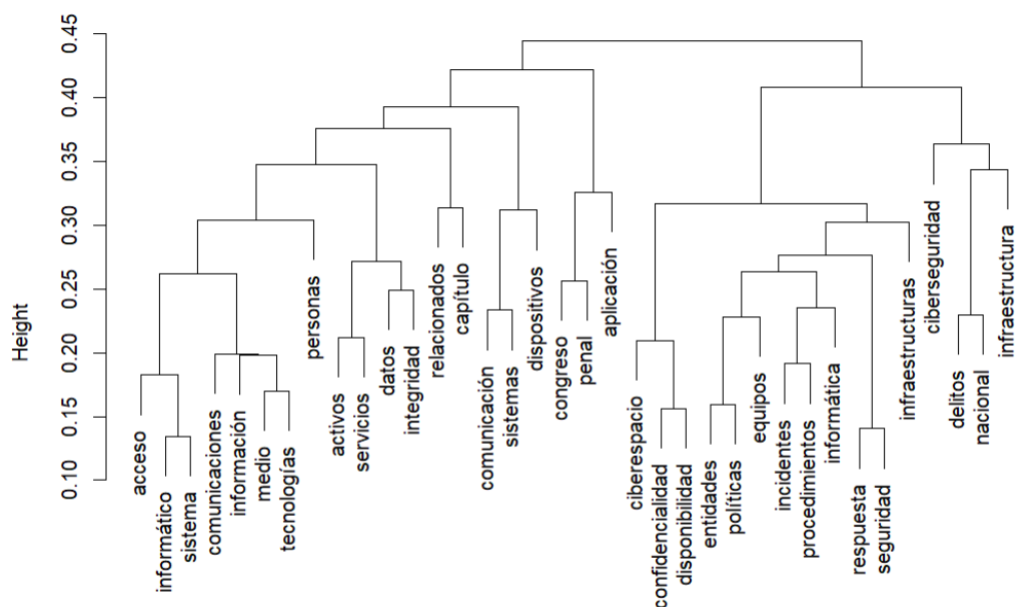 Height
0.45
0.40
0.35
0.30
0.25
0.20
0.15
0.10
acceso
informático
sistema
comunicaciones
información
medio
tecnologías
personas
activos
servicios
datos
integridad
relacionados
capítulo
comunicación
sistemas
dispositivos
congreso
penal
aplicación
ciberespacio
confidencialidad
disponibilidad
entidades
políticas
equipos
incidentes
procedimientos
informática
respuesta
seguridad
infraestructuras
ciberseguridad
delitos
nacional
infraestructura